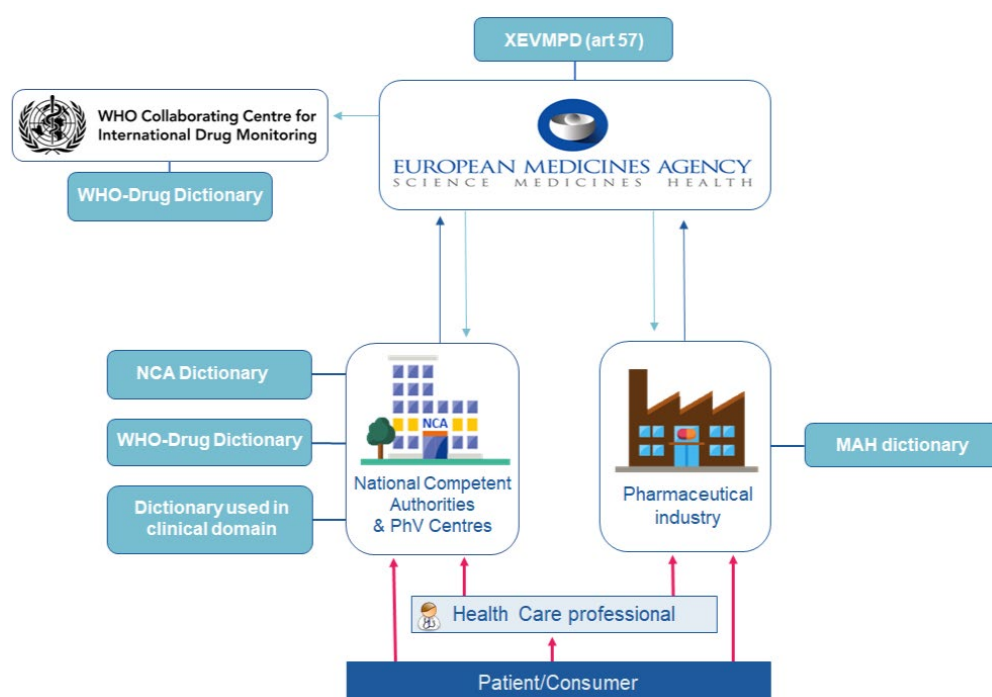 XEVMPD (art 57)
WHO Collaborating Centre for
International Drug Monitoring
EUROPEAN MEDICINES AGENCY
SCIENCE MEDICINES HEALTH
WHO-Drug Dictionary
NCA Dictionary
WHO-Drug Dictionary
Dictionary used in
clinical domain
NCA
National Competent
Authorities
& PhV Centres
Pharmaceutical
industry
MAH dictionary
Health Care professional
Patient/Consumer